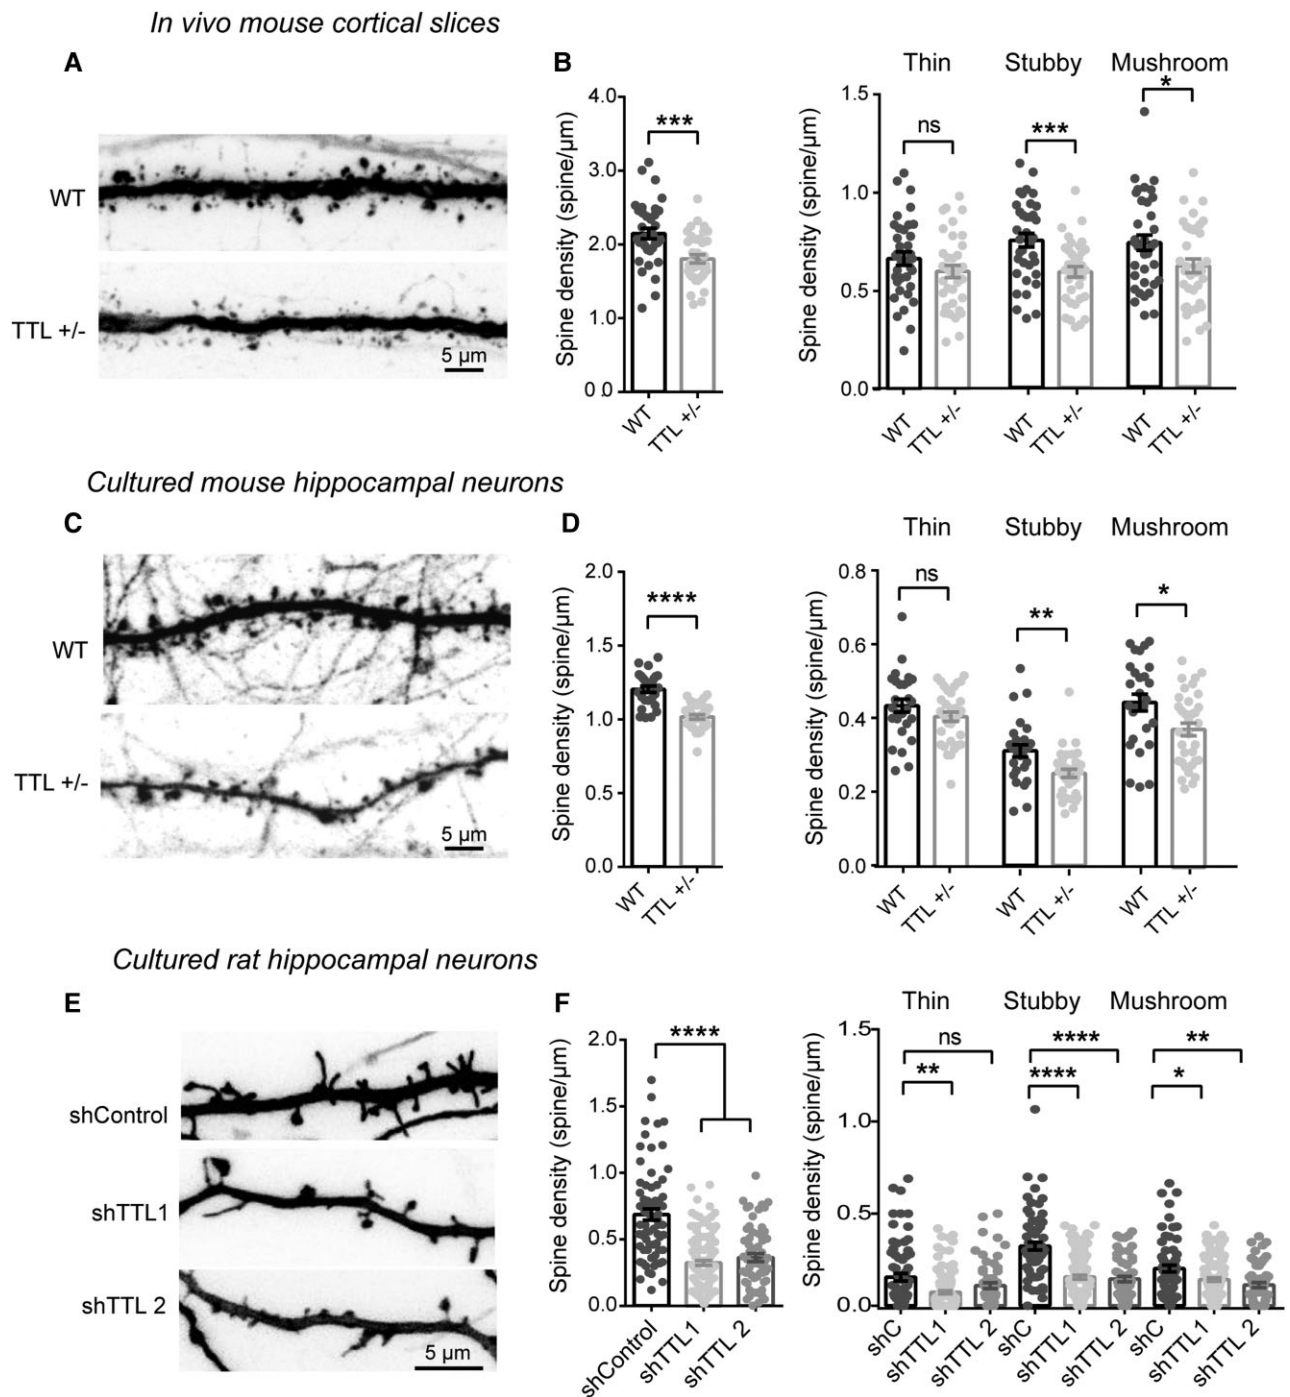 In vivo mouse cortical slices
A
WT
TTL +/-
5 µm
B
Spine density (spine/µm)
4.0
3.0
2.0
1.0
0.0
***
WT
TTL +/-
Thin
Stubby
Mushroom
Spine density (spine/µm)
1.5
1.0
0.5
0.0
ns
***
*
WT
TTL +/-
WT
TTL +/-
WT
TTL +/-
Cultured mouse hippocampal neurons
C
WT
TTL +/-
5 µm
D
Spine density (spine/µm)
2.0
1.5
1.0
0.5
0.0
****
WT
TTL +/-
Thin
Stubby
Mushroom
Spine density (spine/µm)
0.8
0.6
0.4
0.2
0.0
ns
**
*
WT
TTL +/-
WT
TTL +/-
WT
TTL +/-
Cultured rat hippocampal neurons
E
shControl
shTTL1
shTTL 2
5 µm
F
Spine density (spine/µm)
2.0
1.5
1.0
0.5
0.0
****
shControl
shTTL1
shTTL 2
Thin
Stubby
Mushroom
Spine density (spine/µm)
1.5
1.0
0.5
0.0
ns
**
****
****
**
*
shC
shTTL1
shTTL 2
shC
shTTL1
shTTL 2
shC
shTTL1
shTTL 2